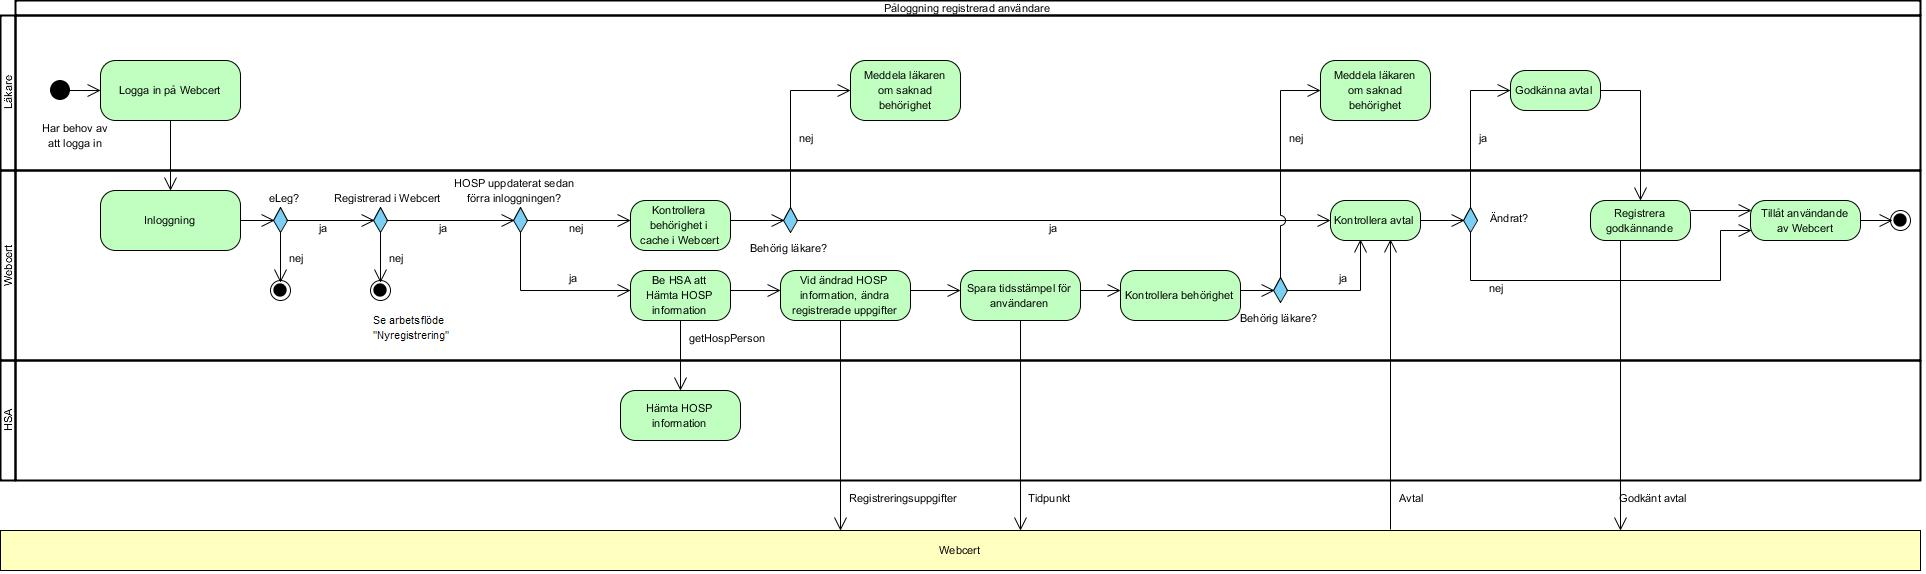 Påloggning registrerad användare
Läkare
Logga in på Webcert
Har behov av
att logga in
Meddela läkaren
om saknad
behörighet
nej
Meddela läkaren
om saknad
behörighet
nej
Godkänna avtal
ja
Webcert
Inloggning
eLeg?
ja
nej
Registrerad i Webcert
ja
nej
Se arbetsflöde
"Nyregistrering"
HOSP uppdaterat sedan
förra inloggningen?
nej
ja
Kontrollera
behörighet i
cache i Webcert
Behörig läkare?
ja
Be HSA att
Hämta HOSP
information
getHospPerson
Vid ändrad HOSP
information, ändra
registrerade uppgifter
Spara tidsstämpel för
användaren
Kontrollera behörighet
Behörig läkare?
ja
Kontrollera avtal
Ändrat?
nej
Registrera
godkännande
Tillåt användande
av Webcert
HSA
Hämta HOSP
information
Registreringsuppgifter
Tidpunkt
Avtal
Godkänt avtal
Webcert